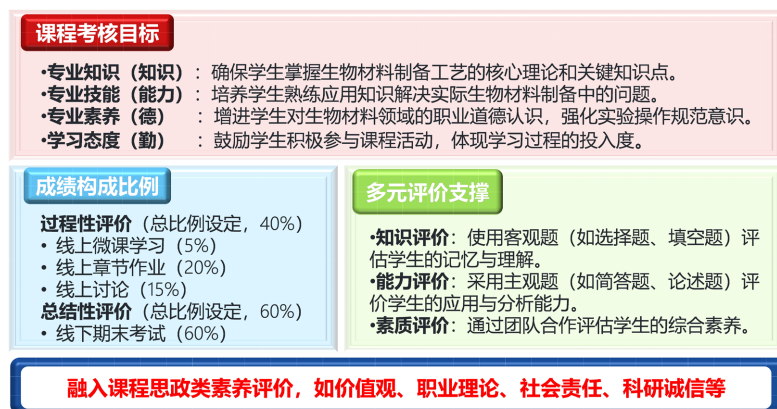 课程考核目标
•专业知识（知识）：确保学生掌握生物材料制备工艺的核心理论和关键知识点。
•专业技能（能力）：培养学生熟练应用知识解决实际生物材料制备中的问题。
•专业素养（德）：增进学生对生物材料领域的职业道德认识，强化实验操作规范意识。
•学习态度（勤）：鼓励学生积极参与课程活动，体现学习过程的投入度。
成绩构成比例
过程性评价（总比例设定，40%）
• 线上微课学习（5%）
• 线上章节作业（20%）
• 线上讨论（15%）
总结性评价（总比例设定，60%）
• 线下期末考试（60%）
多元评价支撑
•知识评价：使用客观题（如选择题、填空题）评
估学生的记忆与理解。
•能力评价：采用主观题（如简答题、论述题）评
价学生的应用与分析能力。
•素质评价：通过团队合作评估学生的综合素养。
融入课程思政类素养评价，如价值观、职业理论、社会责任、科研诚信等